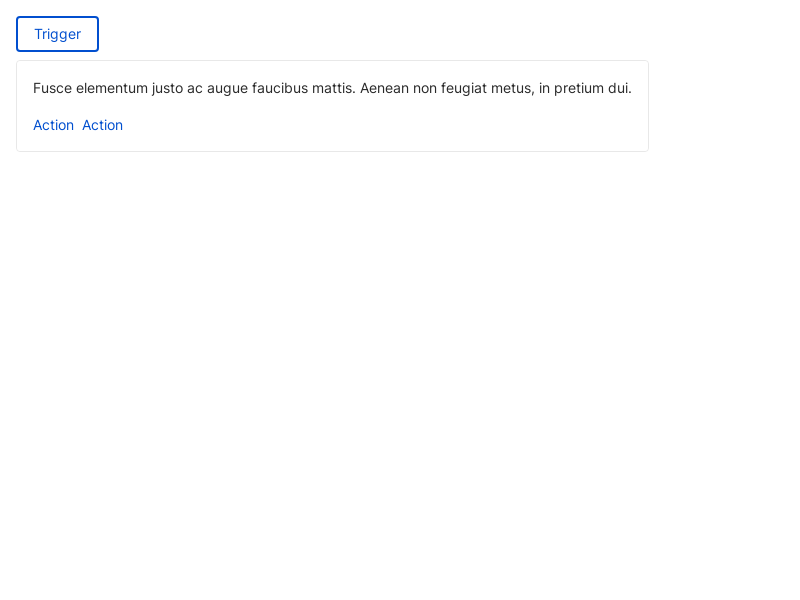 Trigger
Fusce elementum justo ac augue faucibus mattis. Aenean non feugiat metus, in pretium dui.
Action Action